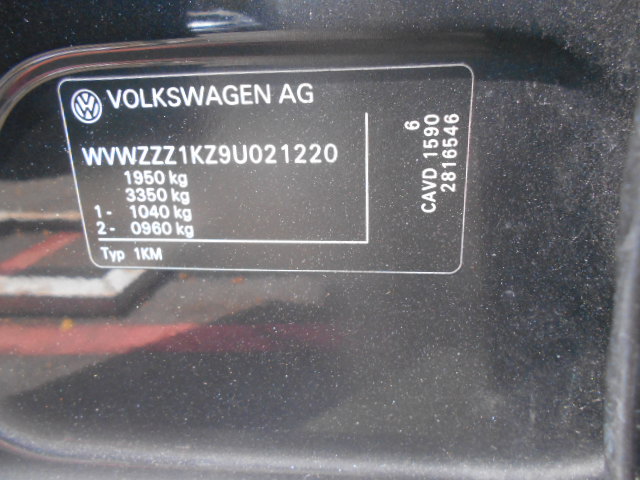 VOLKSWAGEN AG
WVWZZZ1KZ9U021220
1950 kg
3350 kg
1- 1040 kg
2- 0960 kg
Typ 1KM
6
CAVD 1590
2816546